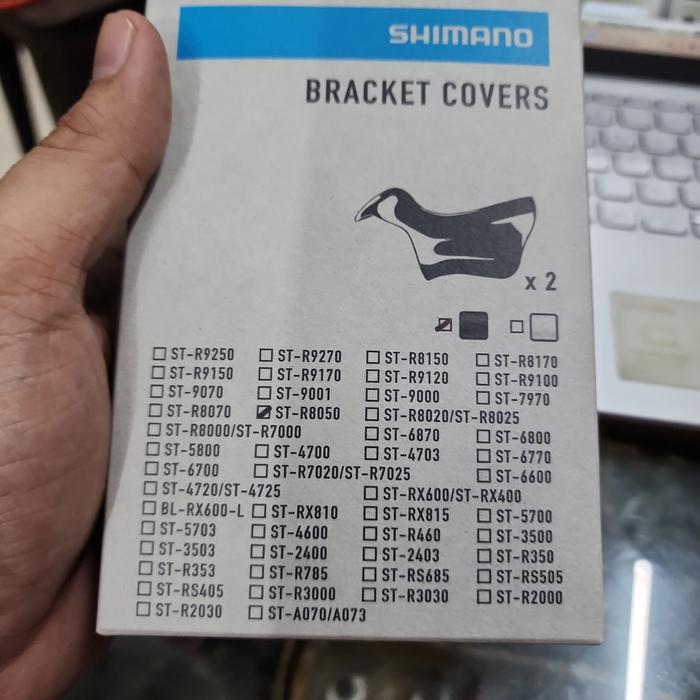 SHIMANO
BRACKET COVERS
x 2
ST-R9250 ST-R9270 ST-R8150 ST-R8170
ST-R9150 ST-R9170 ST-R9120 ST-R9100
ST-9070 ST-9001 ST-9000 ST-7970
ST-R8070 ST-R8050 ST-R8020/ST-R8025
ST-R8000/ST-R7000 ST-6870 ST-6800
ST-5800 ST-4700 ST-4703 ST-6770
ST-6700 ST-R7020/ST-R7025 ST-6600
ST-4720/ST-4725 ST-RX600/ST-RX400
BL-RX600-L ST-RX810 ST-RX815 ST-5700
ST-5703 ST-4600 ST-R460 ST-3500
ST-3503 ST-2400 ST-2403 ST-R350
ST-R353 ST-R785 ST-RS685 ST-RS505
ST-RS405 ST-R3000 ST-R3030 ST-R2000
ST-R2030 ST-A070/A073